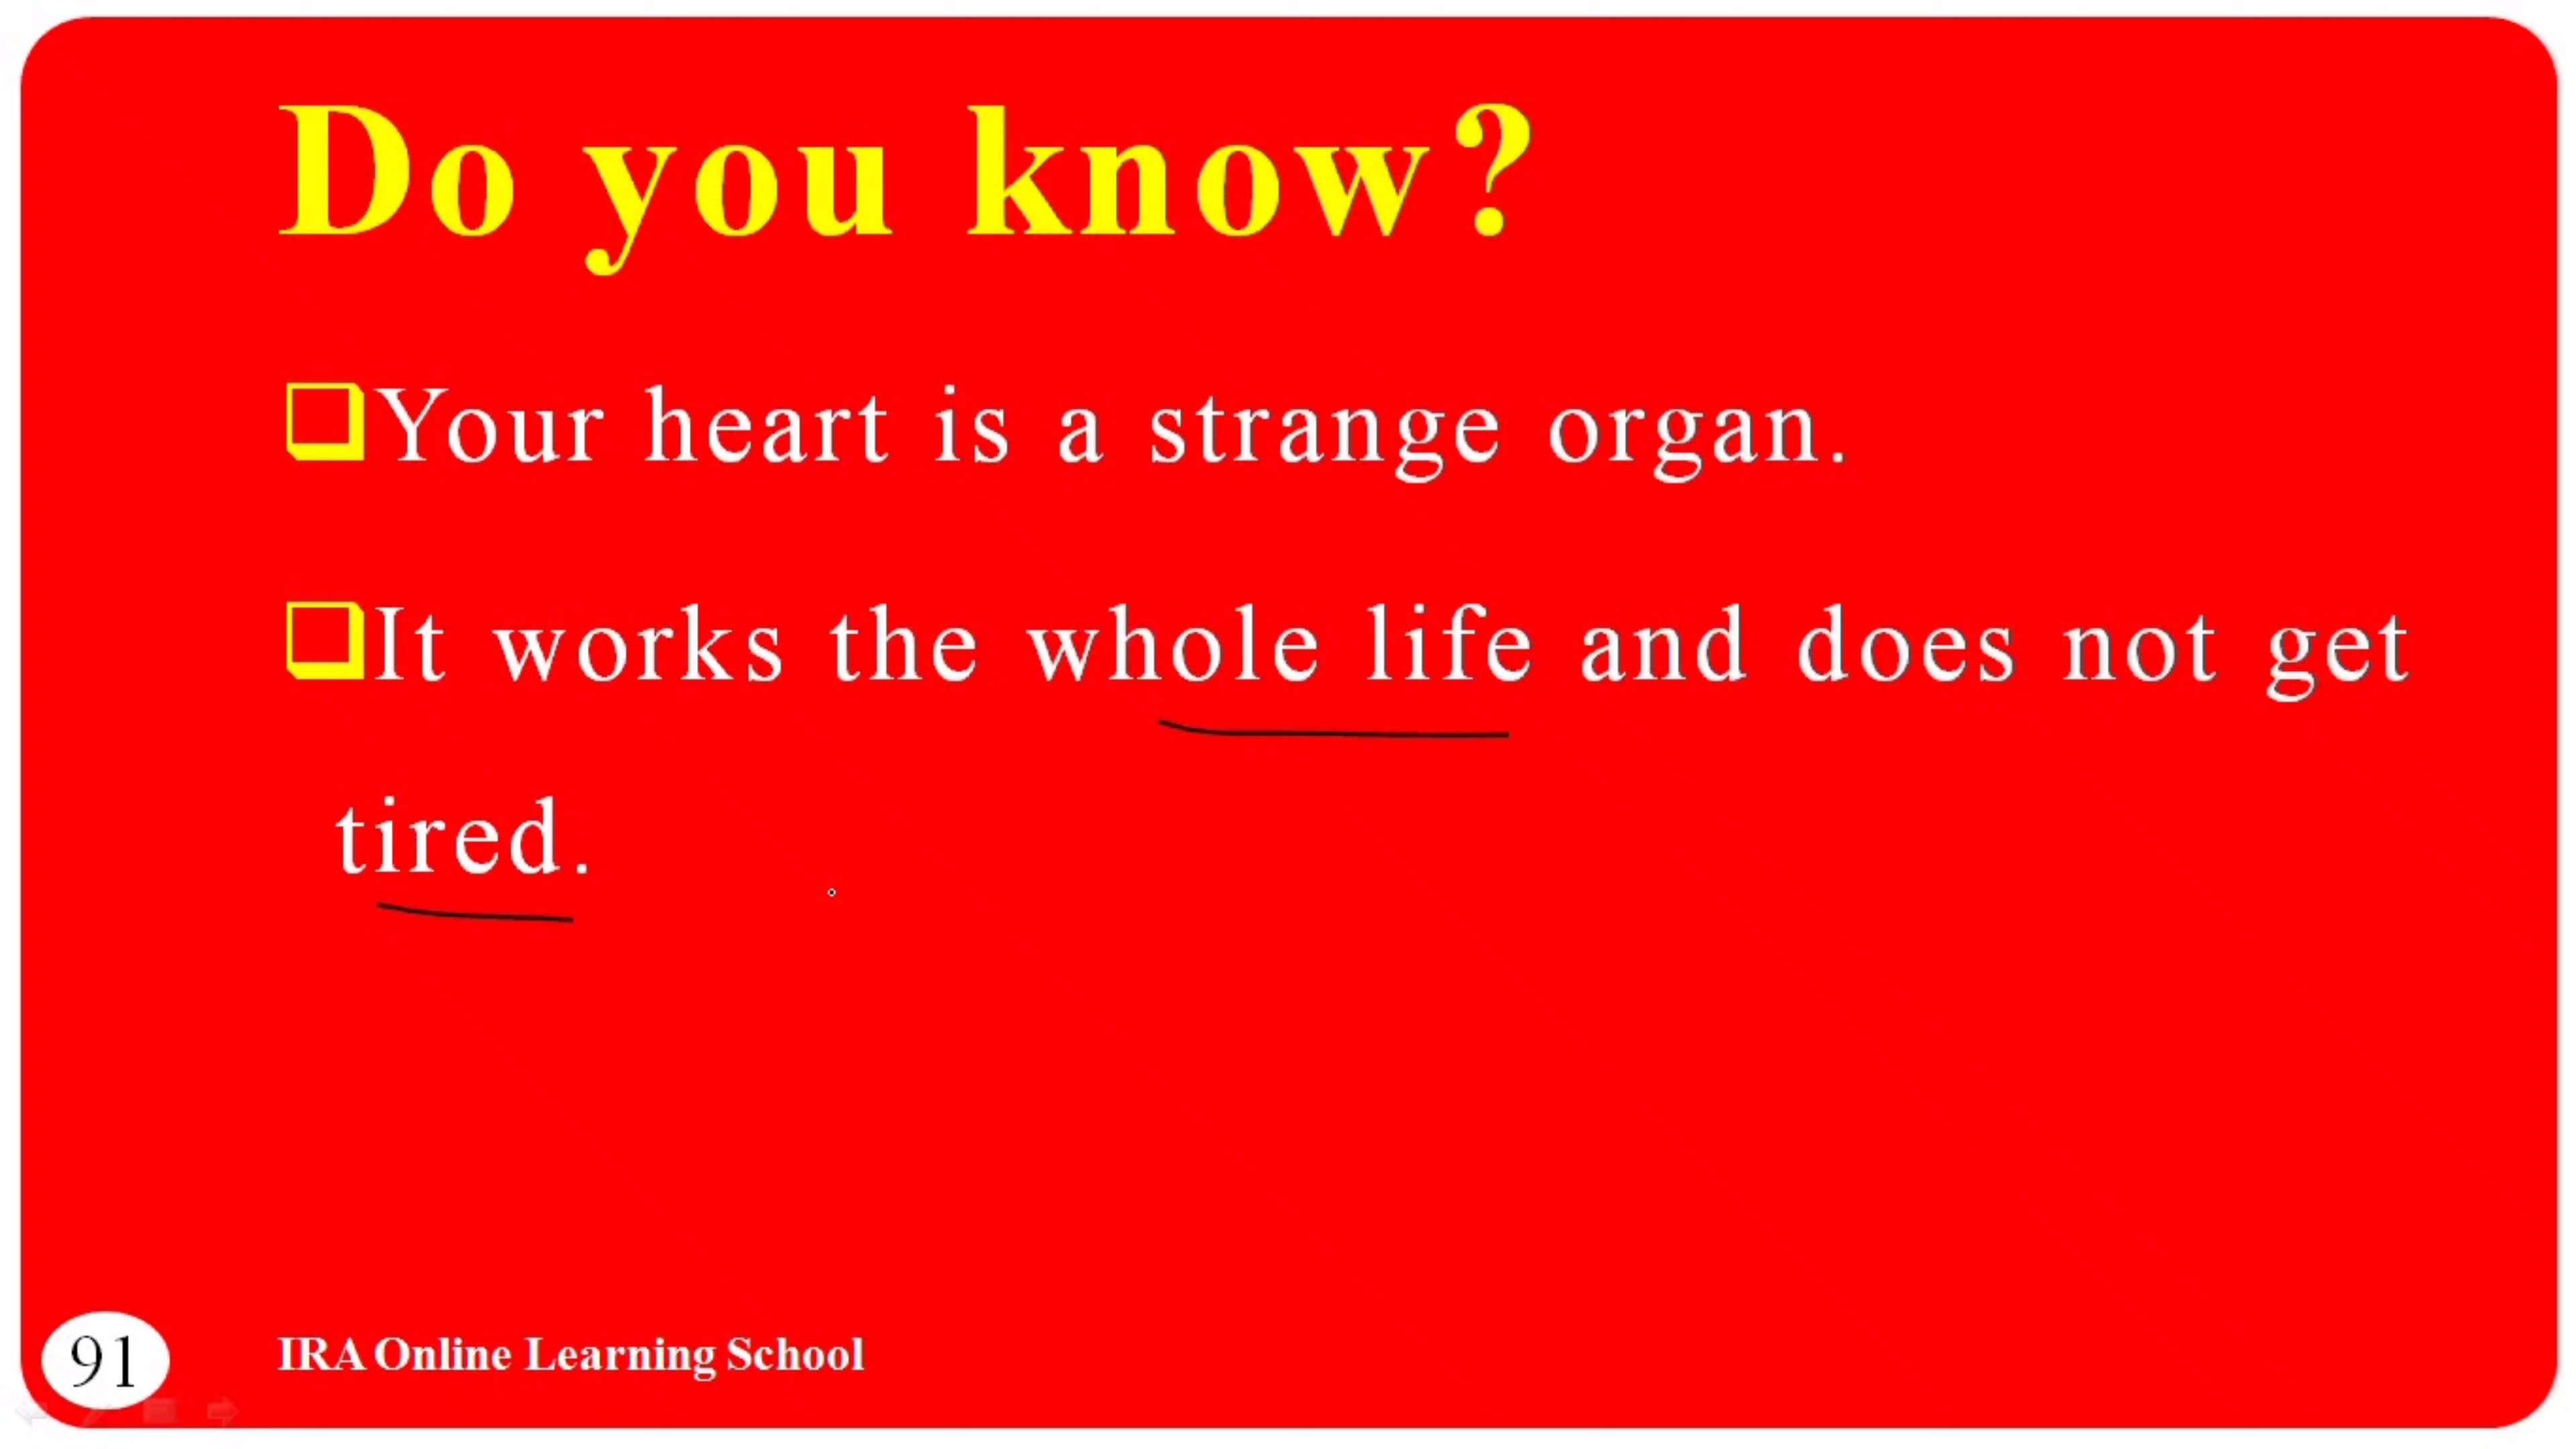 Do you know?
Your heart is a strange organ.
It works the whole life and does not get
tired.
91
IRA Online Learning School